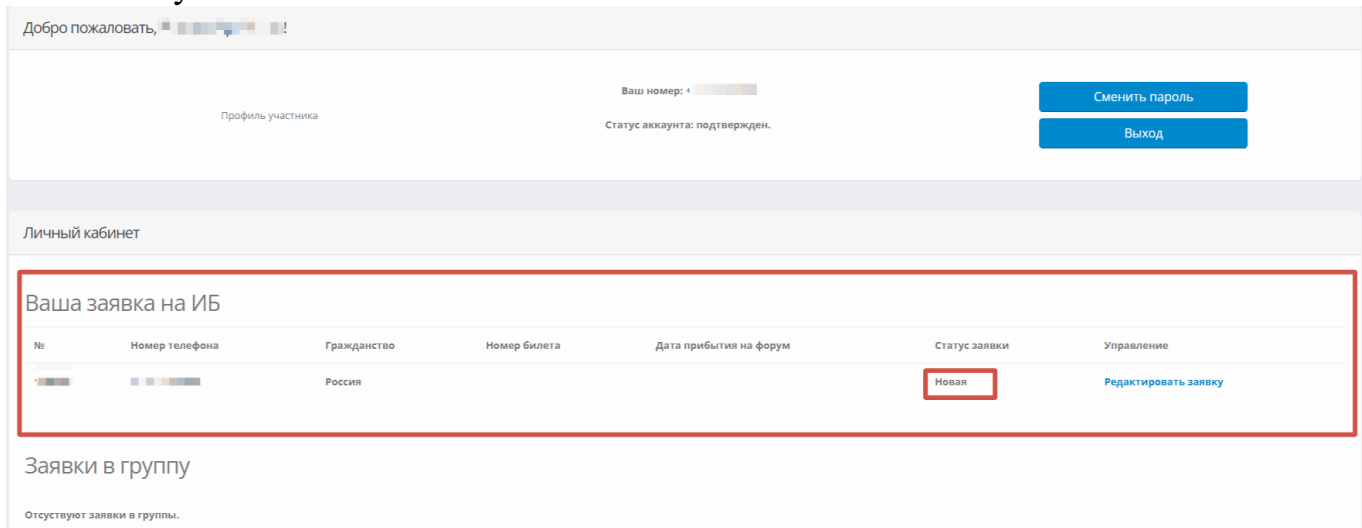 Добро пожаловать, !
Ваш номер: +
Сменить пароль
Профиль участника
Статус аккаунта: подтвержден.
Выход
Личный кабинет
Ваша заявка на ИБ
№ Номер телефона Гражданство Номер билета Дата прибытия на форум Статус заявки Управление
Россия Новая Редактировать заявку
Заявки в группу
Отсуствуют заявки в группы.